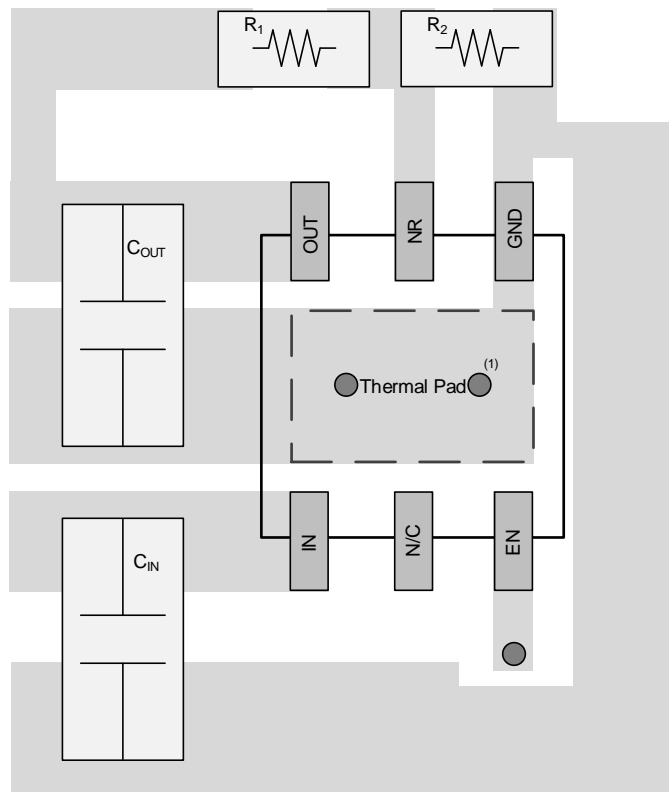 R1
R2
OUT
NR
GND
COUT
(1)
Thermal Pad
IN
N/C
EN
CIN